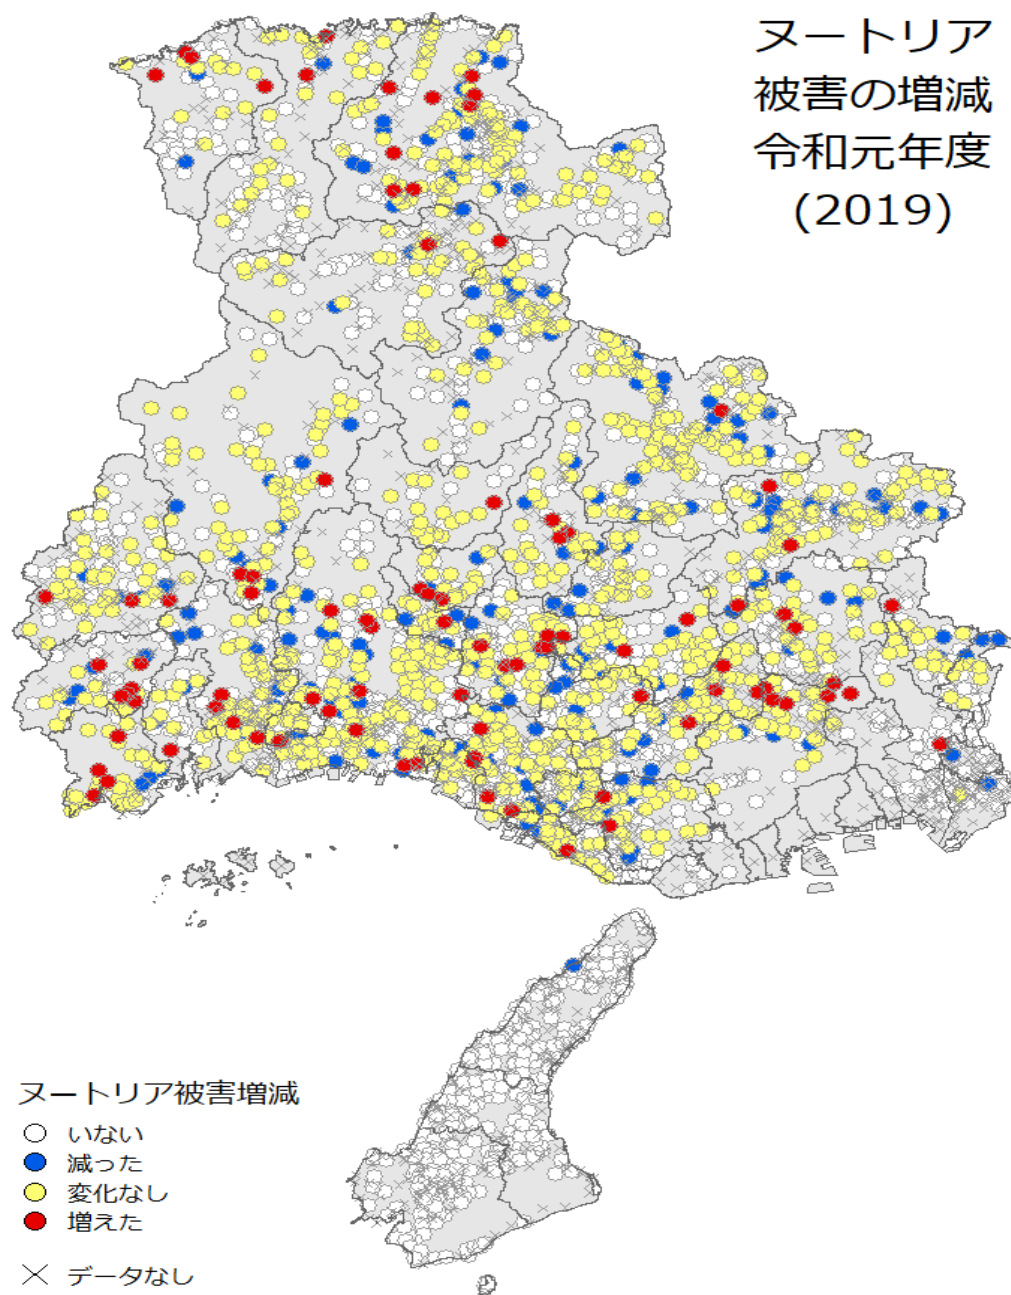 ヌートリア
被害の増減
令和元年度
(2019)
ヌートリア被害増減
いない
減った
変化なし
増えた
データなし